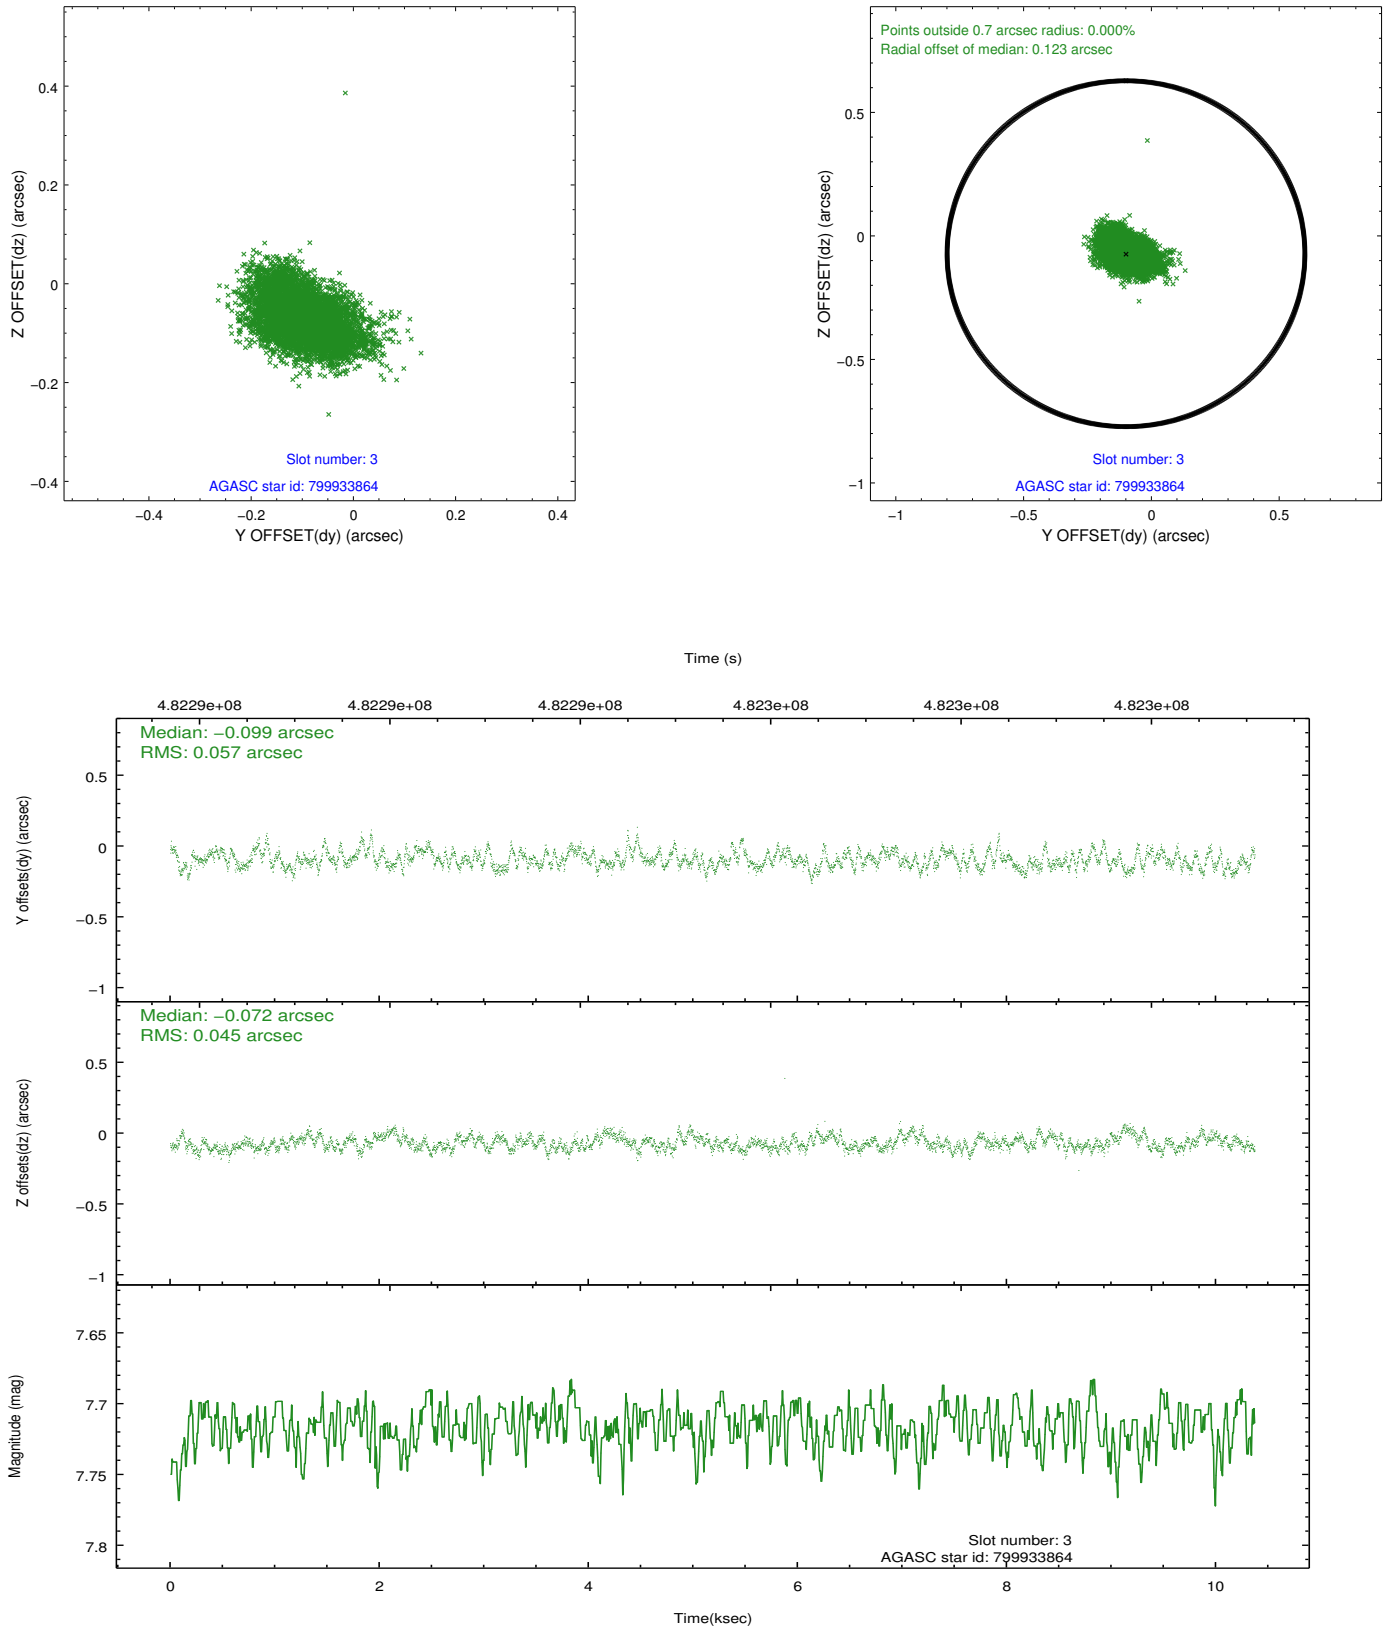 0.4
0.2
0
−0.2
−0.4
Z OFFSET(dz) (arcsec)
Slot number: 3
AGASC star id: 799933864
−0.4 −0.2 0 0.2 0.4
Y OFFSET(dy) (arcsec)
Points outside 0.7 arcsec radius: 0.000%
Radial offset of median: 0.123 arcsec
0.5
0
−0.5
−1
Z OFFSET(dz) (arcsec)
Slot number: 3
AGASC star id: 799933864
−1 −0.5 0 0.5
Y OFFSET(dy) (arcsec)
Time (s)
4.8229e+08 4.8229e+08 4.8229e+08 4.823e+08 4.823e+08 4.823e+08
Median: −0.099 arcsec
RMS: 0.057 arcsec
0.5
0
−0.5
−1
Y offsets(dy) (arcsec)
Median: −0.072 arcsec
RMS: 0.045 arcsec
0.5
0
−0.5
−1
Z offsets(dz) (arcsec)
7.65
7.7
7.75
7.8
Magnitude (mag)
Slot number: 3
AGASC star id: 799933864
0 2 4 6 8 10
Time(ksec)